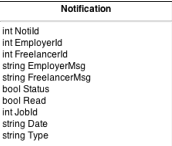 Notification
int NotiId
int EmployerId
int FreelancerId
string EmployerMsg
string FreelancerMsg
bool Status
bool Read
int JobId
string Date
string Type